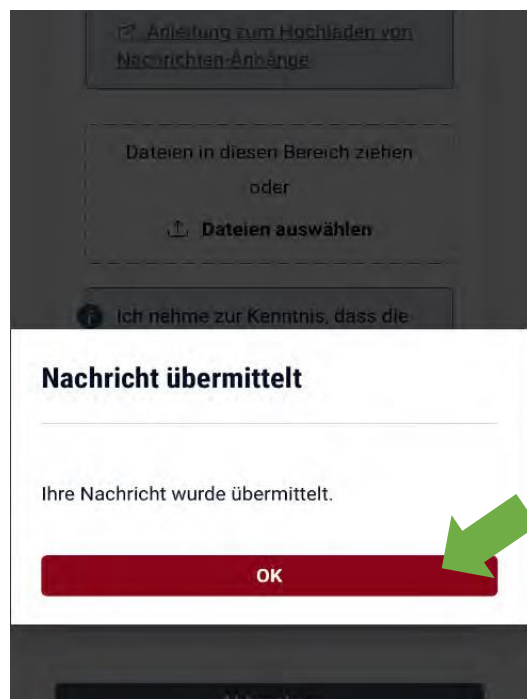 Anleitung zum Hochladen von
Nachrichten-Anhänge
Dateien in diesen Bereich ziehen
oder
Dateien auswählen
Ich nehme zur Kenntnis, dass die
Nachricht übermittelt
Ihre Nachricht wurde übermittelt.
OK